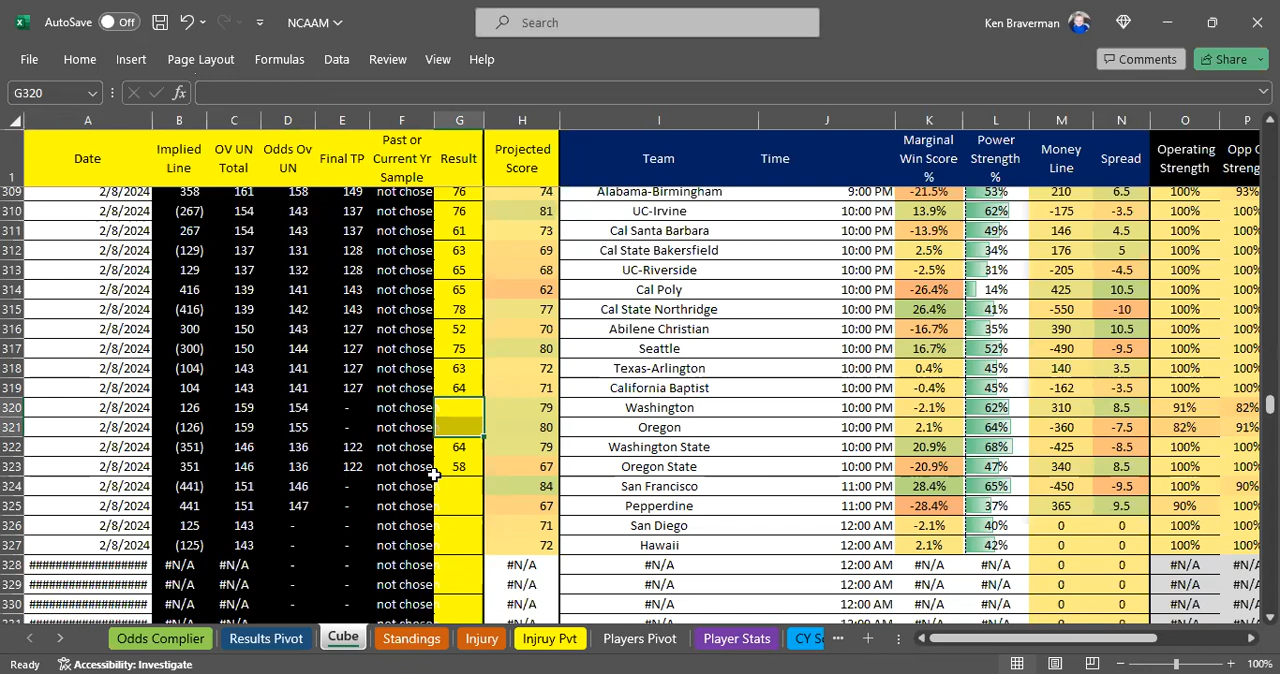 AutoSave Off NCAAM Search Ken Braverman
File Home Insert Page Layout Formulas Data Review View Help Comments Share
G320 fx
A B C D E F G H I J K L M N O P
1 Date Implied Line OV UN Total Odds Ov UN Final TP Past or Current Yr Sample Result Projected Score Team Time Marginal Win Score % Power Strength % Money Line Spread Operating Strength Opp O Streng
309 2/8/2024 358 161 158 149 not chose 76 74 Alabama-Birmingham 9:00 PM -21.5% 53% 210 6.5 100% 93%
310 2/8/2024 (267) 154 143 137 not chose 76 81 UC-Irvine 10:00 PM 13.9% 62% -175 -3.5 100% 100%
311 2/8/2024 267 154 143 137 not chose 61 73 Cal Santa Barbara 10:00 PM -13.9% 49% 146 4.5 100% 100%
312 2/8/2024 (129) 137 131 128 not chose 63 69 Cal State Bakersfield 10:00 PM 2.5% 34% 176 5 100% 100%
313 2/8/2024 129 137 132 128 not chose 65 68 UC-Riverside 10:00 PM -2.5% 31% -205 -4.5 100% 100%
314 2/8/2024 416 139 141 143 not chose 65 62 Cal Poly 10:00 PM -26.4% 14% 425 10.5 100% 100%
315 2/8/2024 (416) 139 142 143 not chose 78 77 Cal State Northridge 10:00 PM 26.4% 41% -550 -10 100% 100%
316 2/8/2024 300 150 143 127 not chose 52 70 Abilene Christian 10:00 PM -16.7% 35% 390 10.5 100% 100%
317 2/8/2024 (300) 150 144 127 not chose 75 80 Seattle 10:00 PM 16.7% 52% -490 -9.5 100% 100%
318 2/8/2024 (104) 143 141 127 not chose 63 72 Texas-Arlington 10:00 PM 0.4% 45% 140 3.5 100% 100%
319 2/8/2024 104 143 141 127 not chose 64 71 California Baptist 10:00 PM -0.4% 45% -162 -3.5 100% 100%
320 2/8/2024 126 159 154 - not chosen 79 Washington 10:00 PM -2.1% 62% 310 8.5 91% 82%
321 2/8/2024 (126) 159 155 - not chosen 80 Oregon 10:00 PM 2.1% 64% -360 -7.5 82% 91%
322 2/8/2024 (351) 146 136 122 not chose 64 79 Washington State 10:00 PM 20.9% 68% -425 -8.5 100% 100%
323 2/8/2024 351 146 136 122 not chose 58 67 Oregon State 10:00 PM -20.9% 47% 340 8.5 100% 100%
324 2/8/2024 (441) 151 146 - not chosen 84 San Francisco 11:00 PM 28.4% 65% -450 -9.5 100% 90%
325 2/8/2024 441 151 147 - not chosen 67 Pepperdine 11:00 PM -28.4% 37% 365 9.5 90% 100%
326 2/8/2024 125 143 - - not chosen 71 San Diego 12:00 AM -2.1% 40% 0 0 100% 100%
327 2/8/2024 (125) 143 - - not chosen 72 Hawaii 12:00 AM 2.1% 42% 0 0 100% 100%
328 ################## #N/A #N/A - - not chosen #N/A #N/A 12:00 AM #N/A #N/A 0 0 #N/A #N/A
329 ################## #N/A #N/A - - not chosen #N/A #N/A 12:00 AM #N/A #N/A 0 0 #N/A #N/A
330 ################## #N/A #N/A - - not chosen #N/A #N/A 12:00 AM #N/A #N/A 0 0 #N/A #N/A
Odds Complier Results Pivot Cube Standings Injury Injruy Pvt Players Pivot Player Stats CY S
Ready Accessibility: Investigate 100%